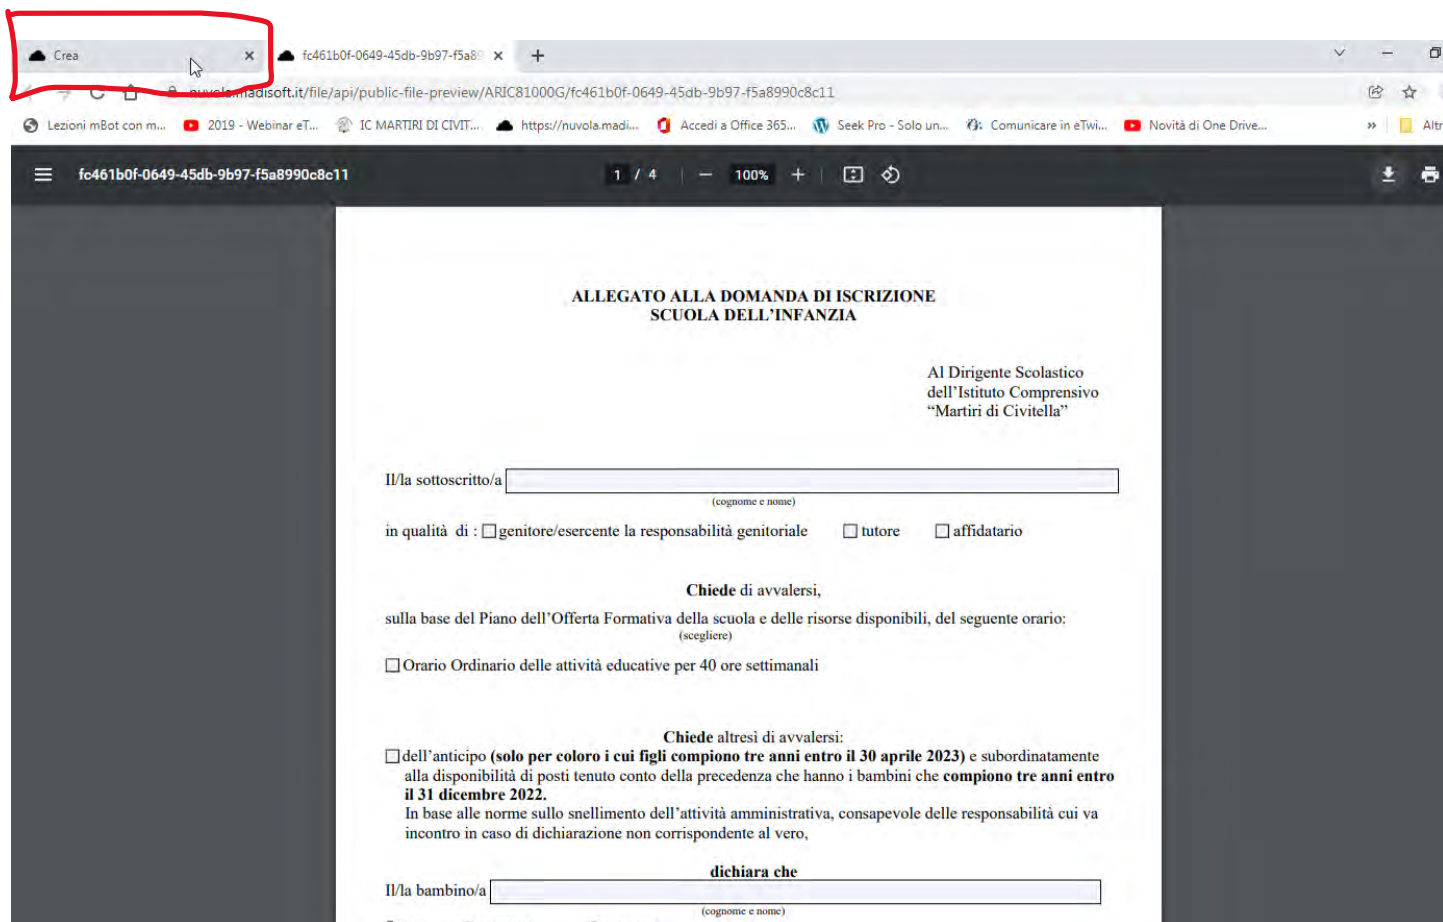 Crea
fc461b0f-0649-45db-9b97-f5a89
nuvola.madisoft.it/file/api/public-file-preview/ARIC81000G/fc461b0f-0649-45db-9b97-f5a8990c8c11
Lezioni mBot con m... 2019 - Webinar eT... IC MARTIRI DI CIVIT... https://nuvola.madi... Accedi a Office 365... Seek Pro - Solo un... Comunicare in eTwi... Novità di One Drive... » Altr
fc461b0f-0649-45db-9b97-f5a8990c8c11 1 / 4 — 100% +
ALLEGATO ALLA DOMANDA DI ISCRIZIONE
SCUOLA DELL'INFANZIA
Al Dirigente Scolastico
dell'Istituto Comprensivo
“Martiri di Civitella”
Il/la sottoscritto/a
(cognome e nome)
in qualità di : genitore/esercente la responsabilità genitoriale tutore affidatario
Chiede di avvalersi,
sulla base del Piano dell'Offerta Formativa della scuola e delle risorse disponibili, del seguente orario:
(scegliere)
Orario Ordinario delle attività educative per 40 ore settimanali
Chiede altresì di avvalersi:
dell'anticipo (solo per coloro i cui figli compiono tre anni entro il 30 aprile 2023) e subordinatamente
alla disponibilità di posti tenuto conto della precedenza che hanno i bambini che compiono tre anni entro
il 31 dicembre 2022.
In base alle norme sullo snellimento dell'attività amministrativa, consapevole delle responsabilità cui va
incontro in caso di dichiarazione non corrispondente al vero,
dichiara che
Il/la bambino/a
(cognome e nome)